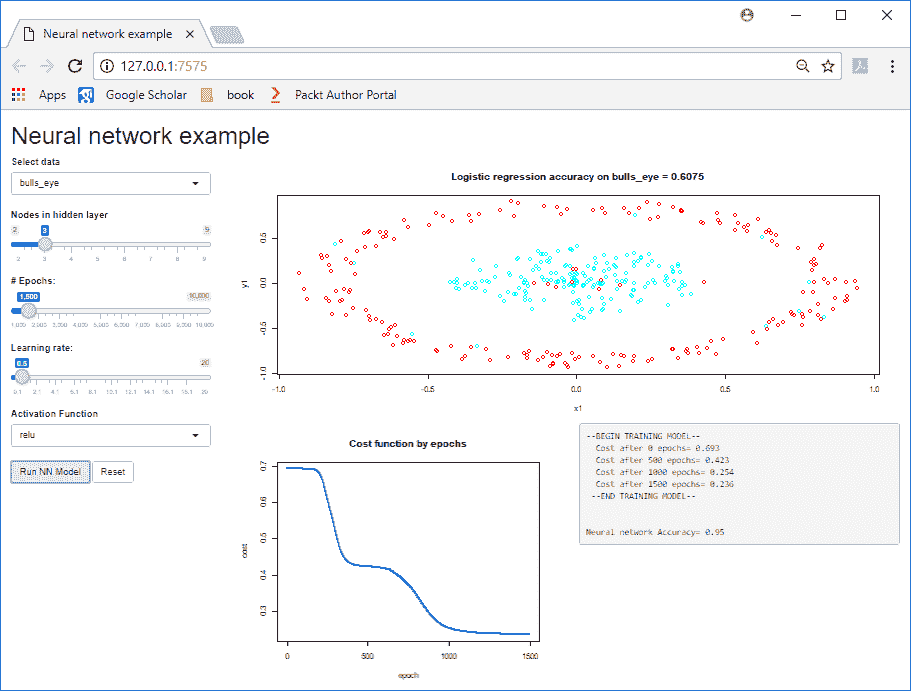 Neural network example
127.0.0.1:7575
Apps Google Scholar book Packt Author Portal
Neural network example
Select data
bulls_eye
Nodes in hidden layer
2 3 9
2 3 4 5 6 7 8 9
# Epochs:
1,500 10,000
1,000 2,000 3,000 4,000 5,000 6,000 7,000 8,000 9,000 10,000
Learning rate:
0.5 20
0.1 2.1 4.1 6.1 8.1 10.1 12.1 14.1 16.1 18.1 20
Activation Function
relu
Run NN Model Reset
Logistic regression accuracy on bulls_eye = 0.6075
y1
0.5
0.0
-0.5
-1.0
-1.0 -0.5 0.0 0.5 1.0
x1
Cost function by epochs
cost
0.7
0.6
0.5
0.4
0.3
0 500 1000 1500
epoch
--BEGIN TRAINING MODEL--
Cost after 0 epochs= 0.693
Cost after 500 epochs= 0.423
Cost after 1000 epochs= 0.254
Cost after 1500 epochs= 0.236
--END TRAINING MODEL--
Neural network Accuracy= 0.95